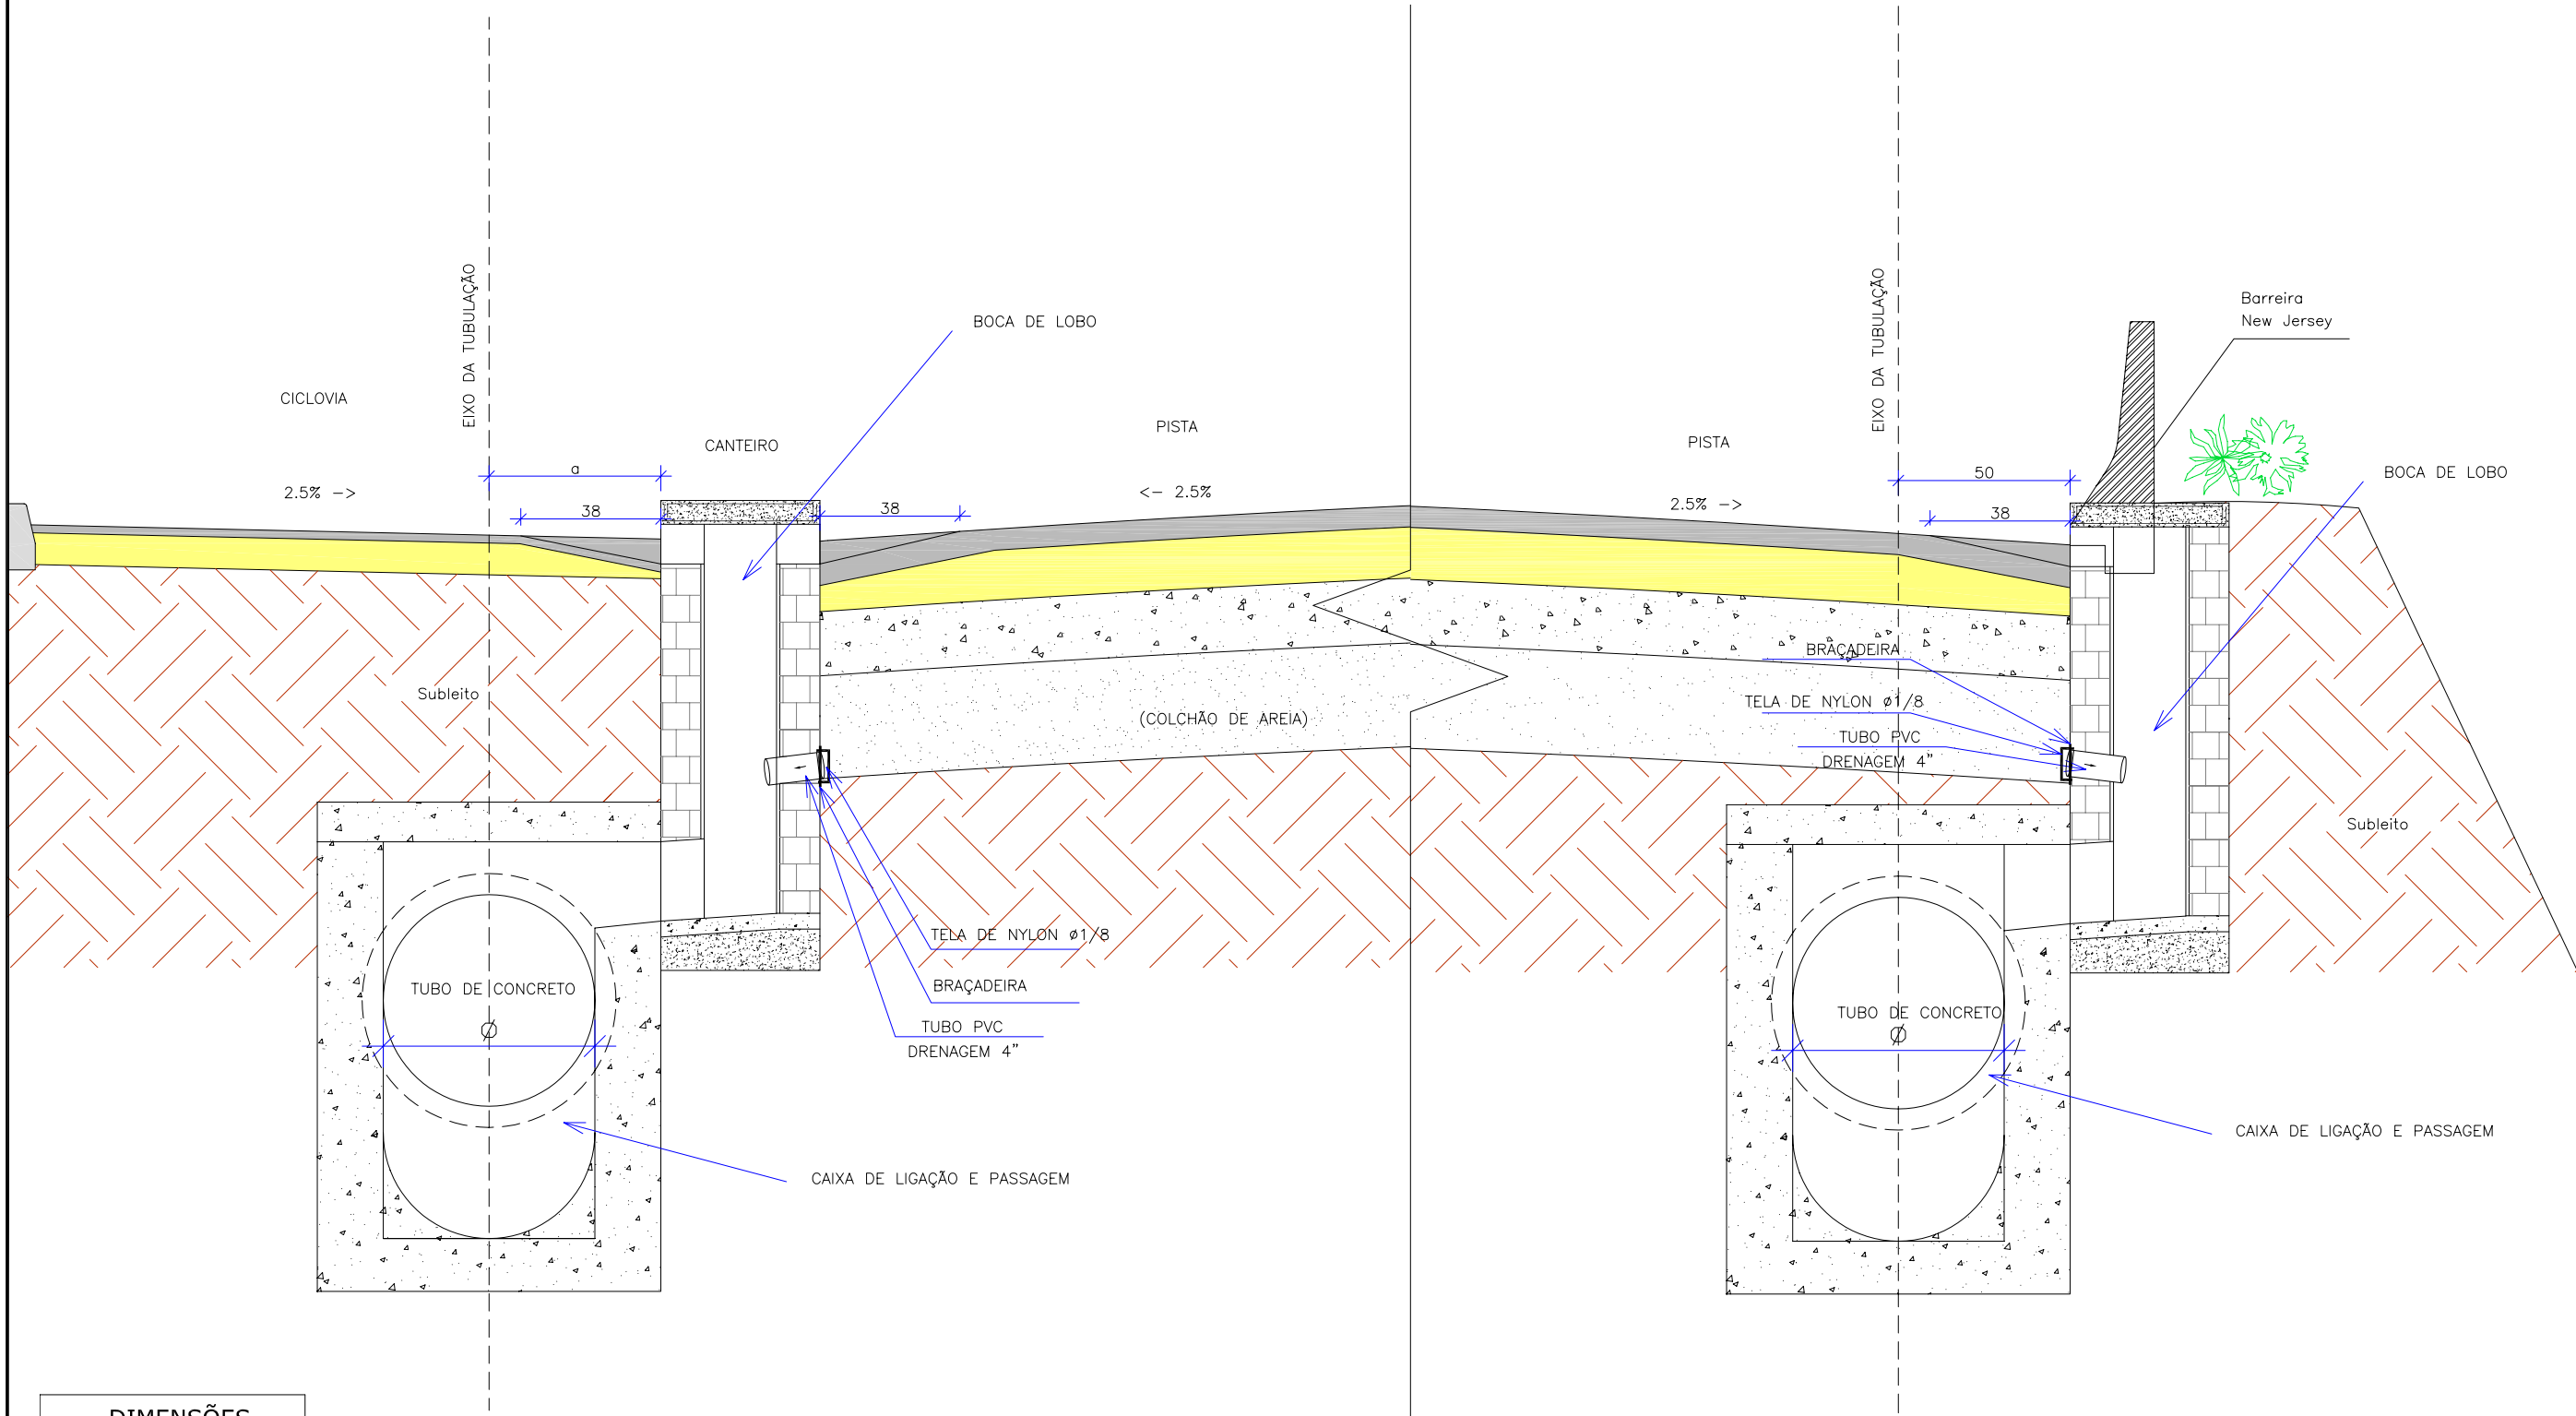 EIXO DA TUBULAÇÃO
EIXO DA TUBULAÇÃO
Barreira
New Jersey
BOCA DE LOBO
CICLOVIA
CANTEIRO
PISTA
PISTA
BOCA DE LOBO
a
50
2.5% ->
<- 2.5%
2.5% ->
38
38
38
BRAÇADEIRA
Subleito
TELA DE NYLON ø1/8
(COLCHÃO DE AREIA)
TUBO PVC
DRENAGEM 4"
Subleito
TELA DE NYLON ø1/8
BRAÇADEIRA
TUBO PVC
DRENAGEM 4"
TUBO DE CONCRETO
Ø
TUBO DE CONCRETO
Ø
CAIXA DE LIGAÇÃO E PASSAGEM
CAIXA DE LIGAÇÃO E PASSAGEM
DIMENSÕES